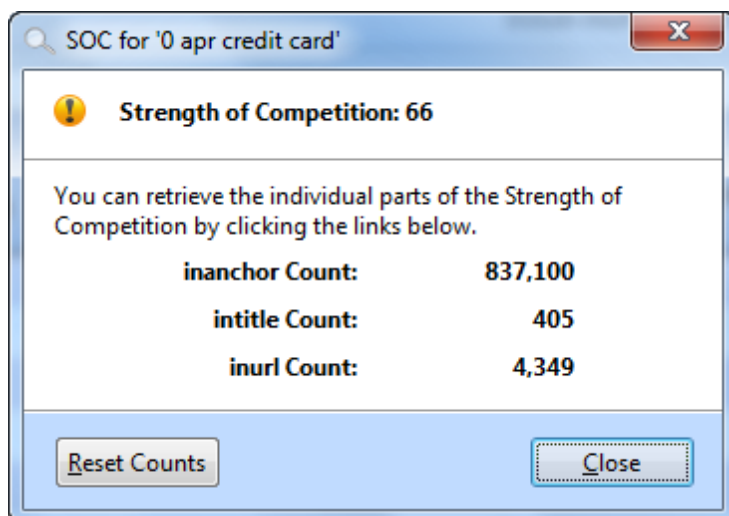 SOC for '0 apr credit card'
Strength of Competition: 66
You can retrieve the individual parts of the Strength of
Competition by clicking the links below.
inanchor Count: 837,100
intitle Count: 405
inurl Count: 4,349
Reset Counts Close